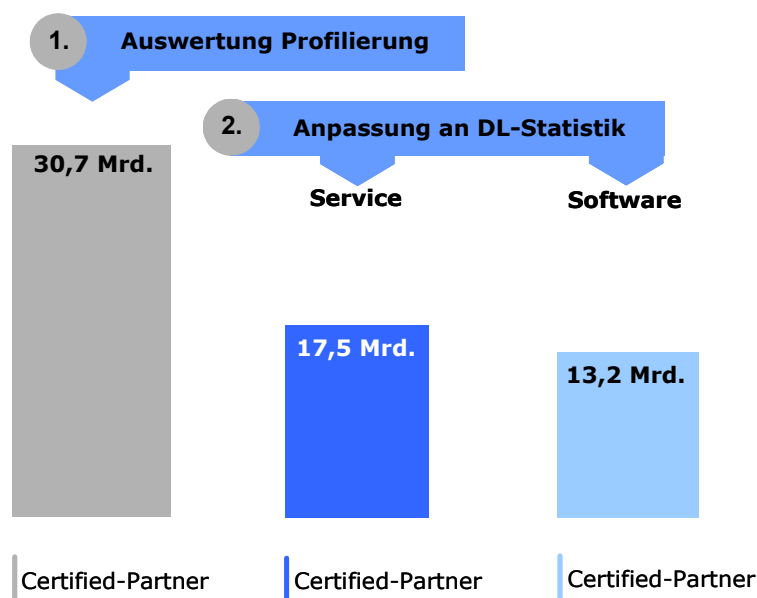 1. Auswertung Profilierung
2. Anpassung an DL-Statistik
Service Software
30,7 Mrd.
17,5 Mrd.
13,2 Mrd.
Certified-Partner Certified-Partner Certified-Partner